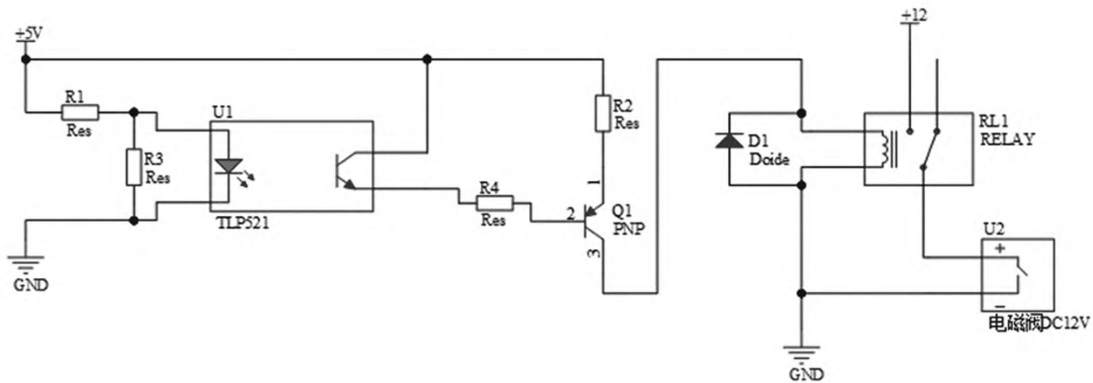 +5V
R1
Res
R3
Res
GND
U1
TLP521
R4
Res
R2
Res
1
2
3
Q1
PNP
D1
Doide
+12
RL1
RELAY
U2
+
−
电磁阀DC12V
GND